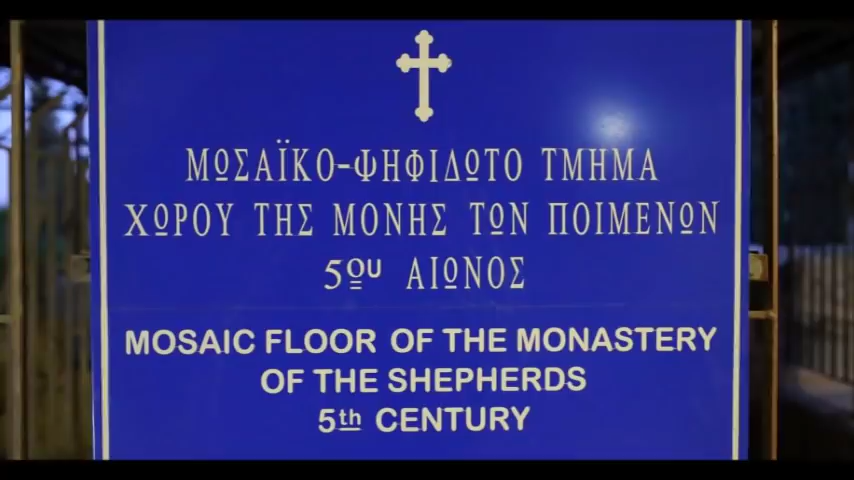 ΜΩΣΑΪΚΟ-ΨΗΦΙΔΩΤΟ ΤΜΗΜΑ
ΧΩΡΟΥ ΤΗΣ ΜΟΝΗΣ ΤΩΝ ΠΟΙΜΕΝΩΝ
5ου ΑΙΩΝΟΣ
MOSAIC FLOOR OF THE MONASTERY
OF THE SHEPHERDS
5th CENTURY